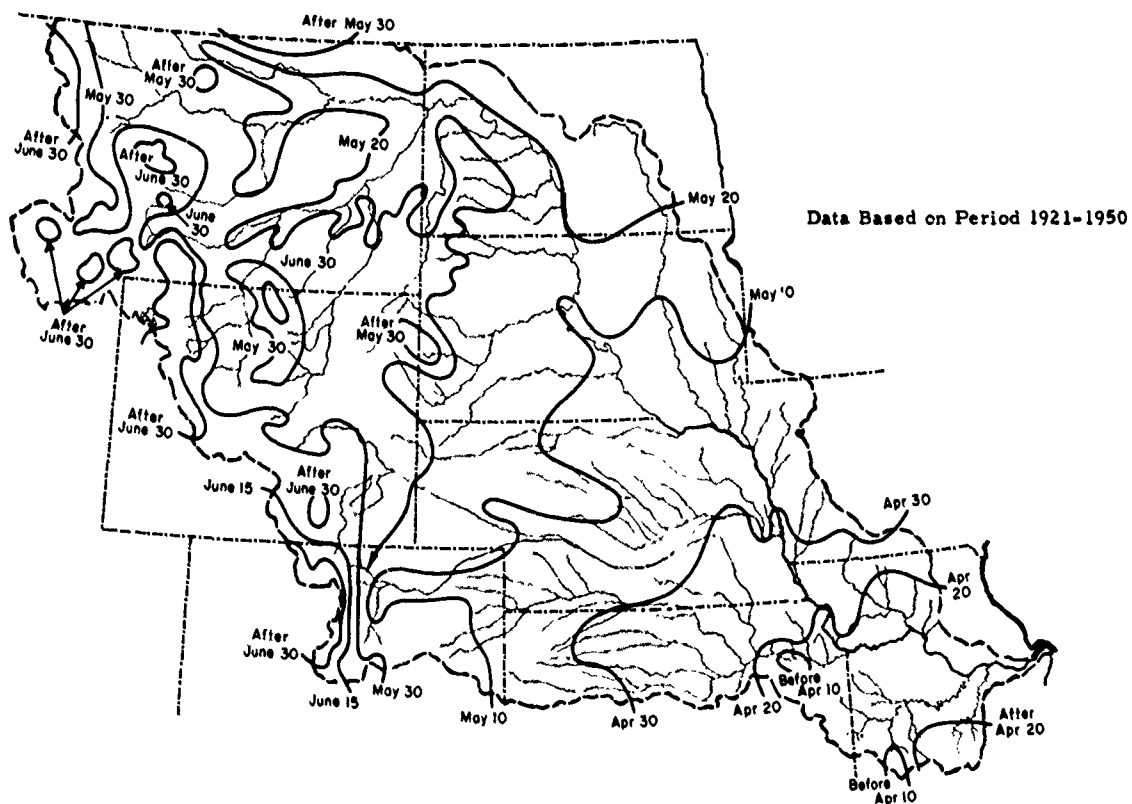 After May 30
After
May 30
May 30
After
June 30
After
June 30
May 20
June
30
May 20
Data Based on Period 1921-1950
June 30
May '0
After
June 30
After
May 30
May 30
After
June 30
June 15
After
June 30
Apr 30
Apr
20
After
June 30
June 15
May 30
May 10
Apr 30
Apr 20
Before
Apr 10
After
Apr 20
Before
Apr 10